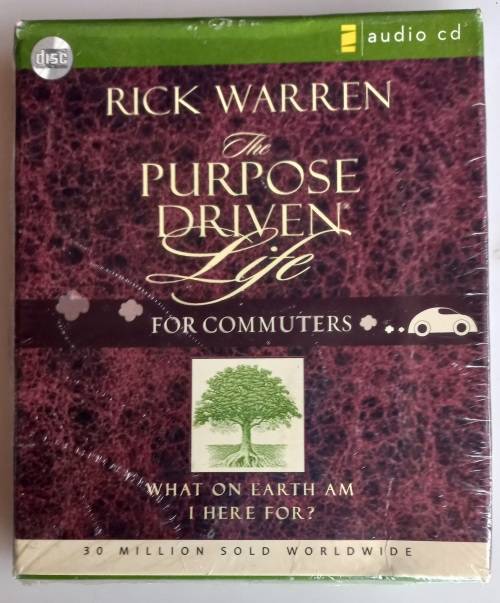 disc
audio cd
RICK WARREN
The
PURPOSE
DRIVEN®
Life
FOR COMMUTERS
WHAT ON EARTH AM
I HERE FOR?
30 MILLION SOLD WORLDWIDE